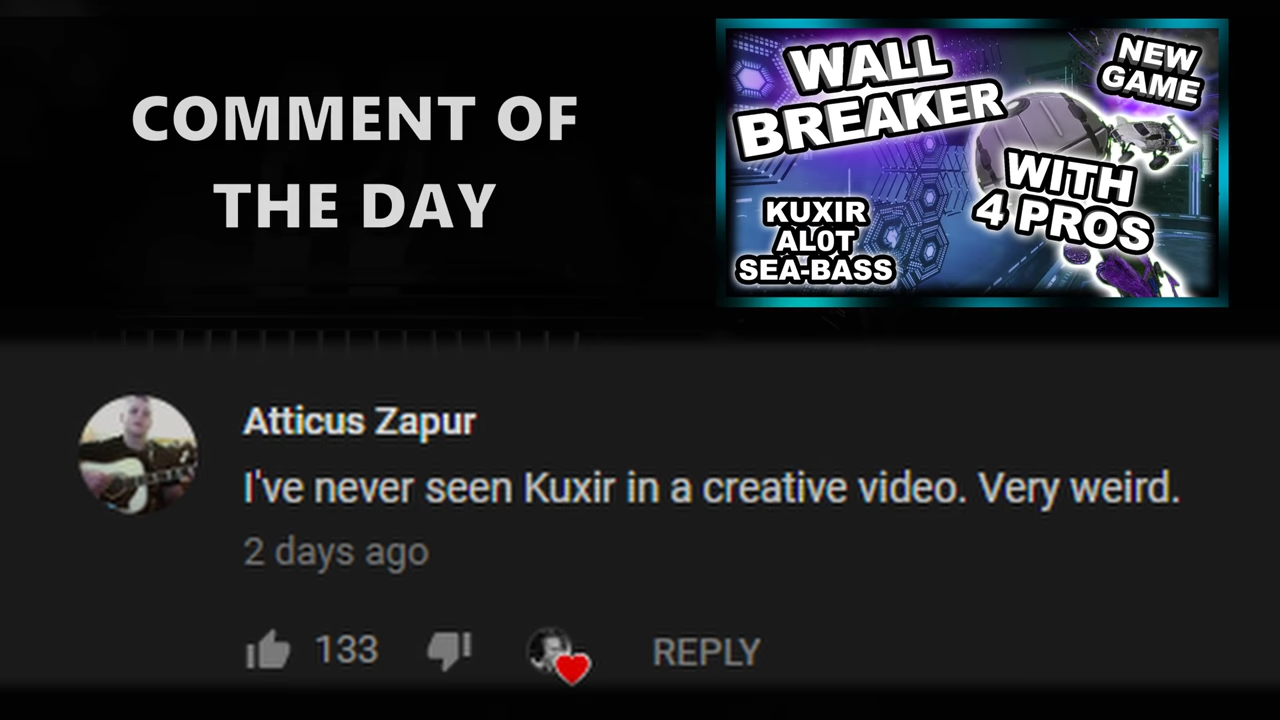 COMMENT OF
THE DAY
WALL
BREAKER
NEW
GAME
WITH
4 PROS
KUXIR
AL0T
SEA-BASS
Atticus Zapur
I've never seen Kuxir in a creative video. Very weird.
2 days ago
133
REPLY